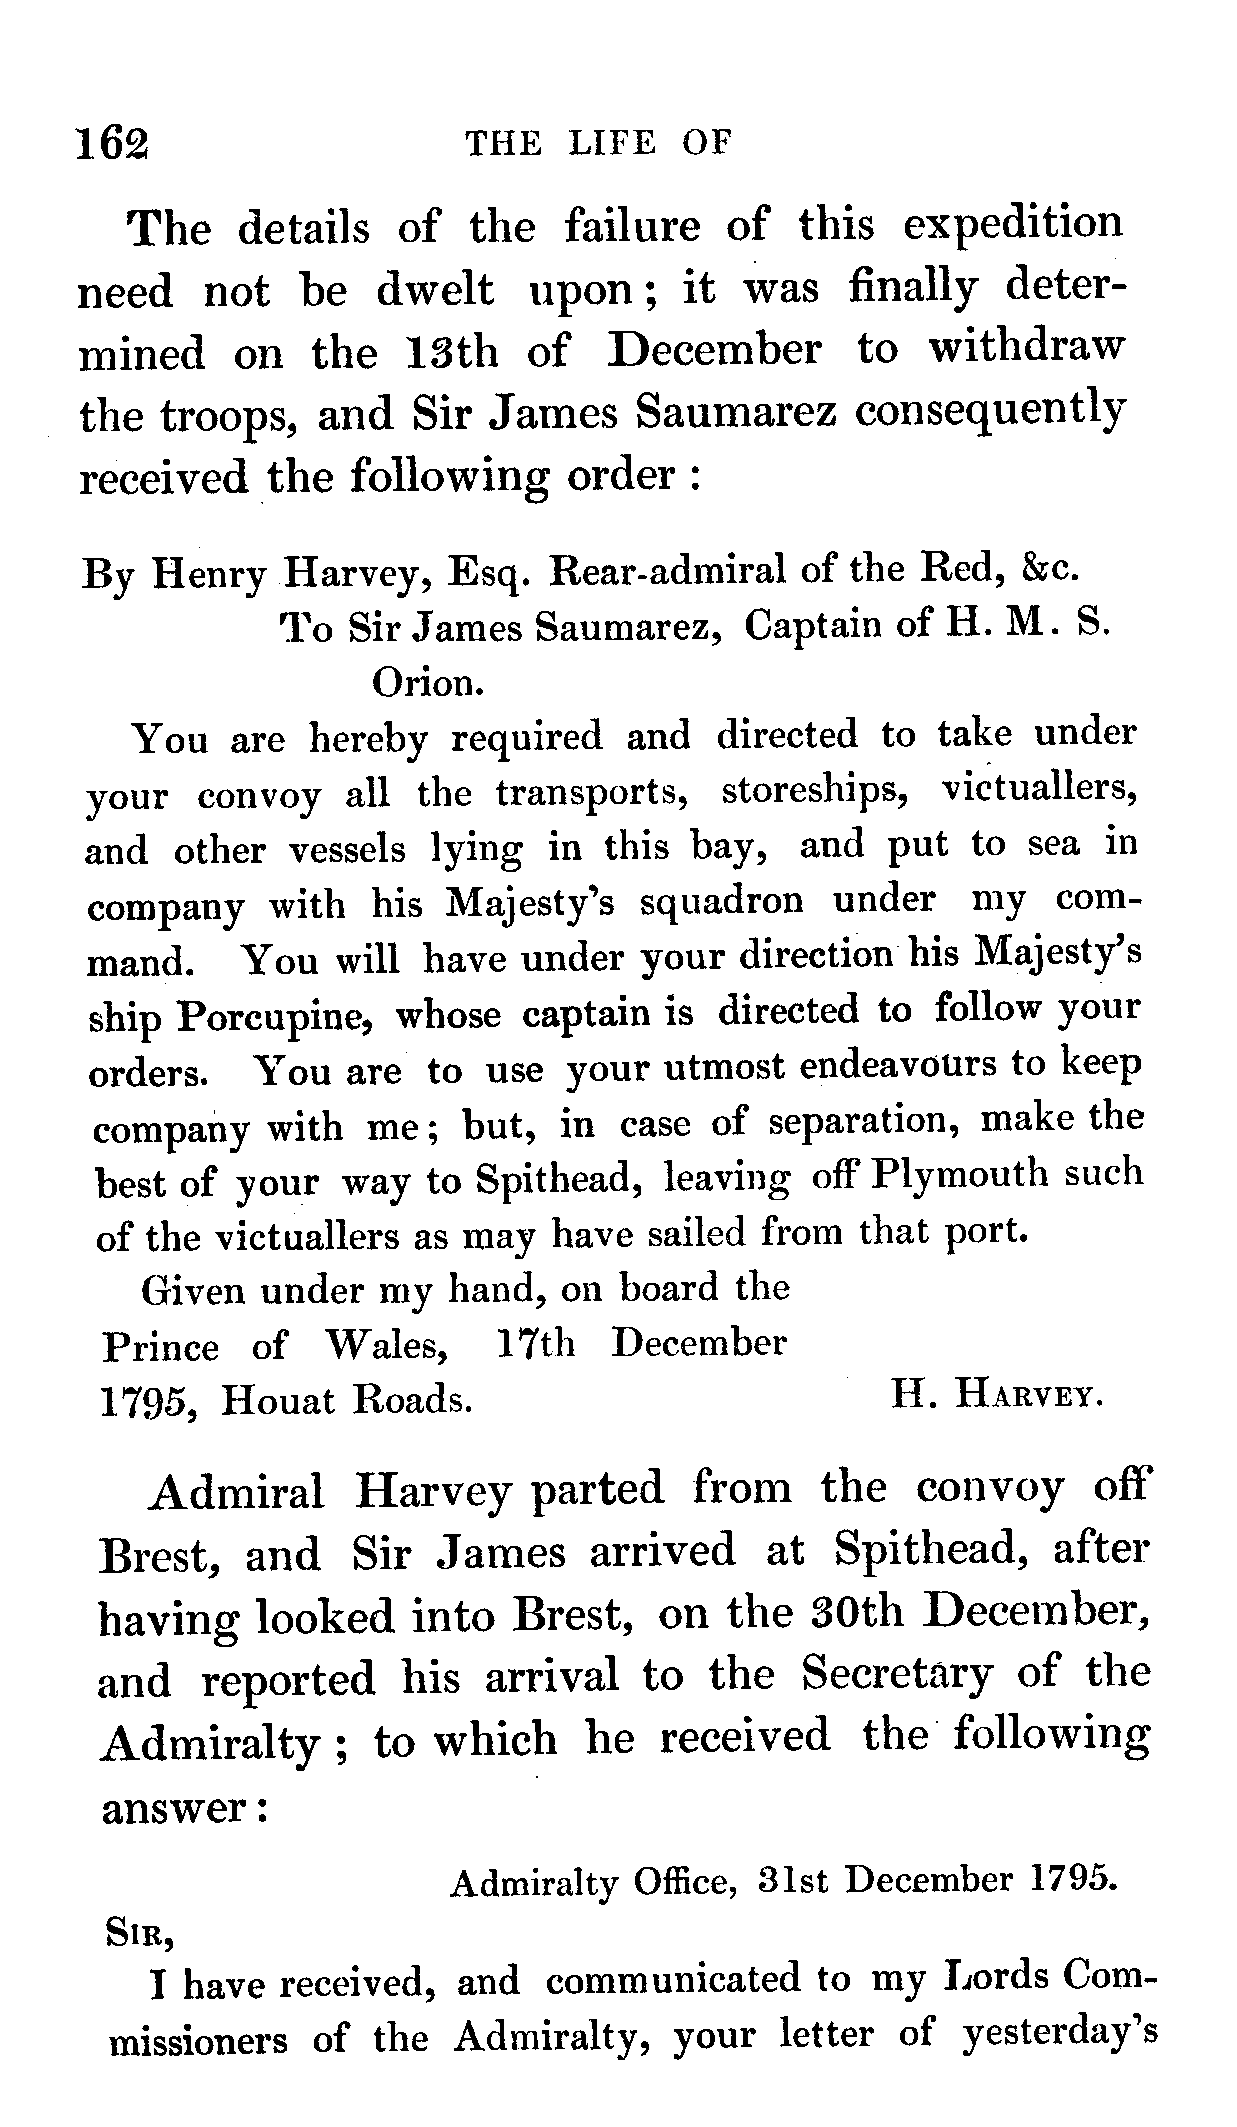 162 THE LIFE OF
The details of the failure of this expedition
need not be dwelt upon; it was finally deter-
mined on the 13th of December to withdraw
the troops, and Sir James Saumarez consequently
received the following order :
By Henry Harvey, Esq. Rear-admiral of the Red, &c.
To Sir James Saumarez, Captain of H. M. S.
Orion.
You are hereby required and directed to take under
your convoy all the transports, storeships, victuallers,
and other vessels lying in this bay, and put to sea in
company with his Majesty's squadron under my com-
mand. You will have under your direction his Majesty's
ship Porcupine, whose captain is directed to follow your
orders. You are to use your utmost endeavours to keep
company with me; but, in case of separation, make the
best of your way to Spithead, leaving off Plymouth such
of the victuallers as may have sailed from that port.
Given under my hand, on board the
Prince of Wales, 17th December
1795, Houat Roads. H. HARVEY.
Admiral Harvey parted from the convoy off
Brest, and Sir James arrived at Spithead, after
having looked into Brest, on the 30th December,
and reported his arrival to the Secretary of the
Admiralty; to which he received the following
answer:
Admiralty Office, 31st December 1795.
SIR,
I have received, and communicated to my Lords Com-
missioners of the Admiralty, your letter of yesterday's